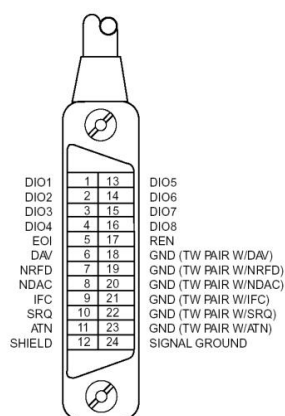 DIO1 1 13 DIO5
DIO2 2 14 DIO6
DIO3 3 15 DIO7
DIO4 4 16 DIO8
EOI 5 17 REN
DAV 6 18 GND (TW PAIR W/DAV)
NRFD 7 19 GND (TW PAIR W/NRFD)
NDAC 8 20 GND (TW PAIR W/NDAC)
IFC 9 21 GND (TW PAIR W/IFC)
SRQ 10 22 GND (TW PAIR W/SRQ)
ATN 11 23 GND (TW PAIR W/ATN)
SHIELD 12 24 SIGNAL GROUND